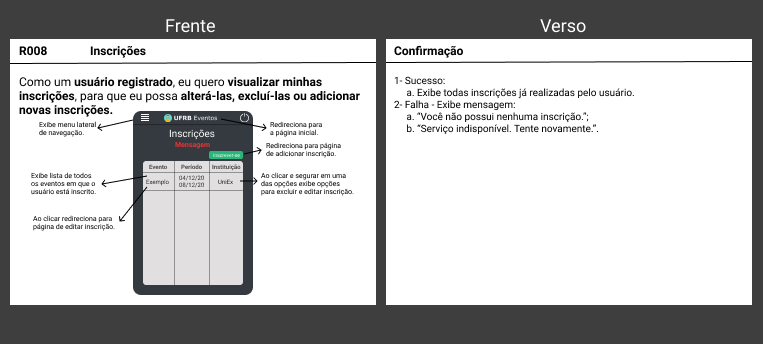 Frente
R008 Inscrições
Como um usuário registrado, eu quero visualizar minhas
inscrições, para que eu possa alterá-las, excluí-las ou adicionar
novas inscrições.
Exibe menu lateral
de navegação.
UFRB Eventos
Redireciona para
a página inicial.
Inscrições
Mensagem
Redireciona para página
de adicionar inscrição.
Inscrever-se
Evento Período Instituição
Exibe lista de todos
os eventos em que o
usuário está inscrito.
Exemplo 04/12/20
08/12/20 UniEx
Ao clicar e segurar em uma
das opções exibe opções
para excluir e editar inscrição.
Ao clicar redireciona para
página de editar inscrição.
Verso
Confirmação
1- Sucesso:
a. Exibe todas inscrições já realizadas pelo usuário.
2- Falha - Exibe mensagem:
a. “Você não possui nenhuma inscrição.”;
b. “Serviço indisponível. Tente novamente.”.